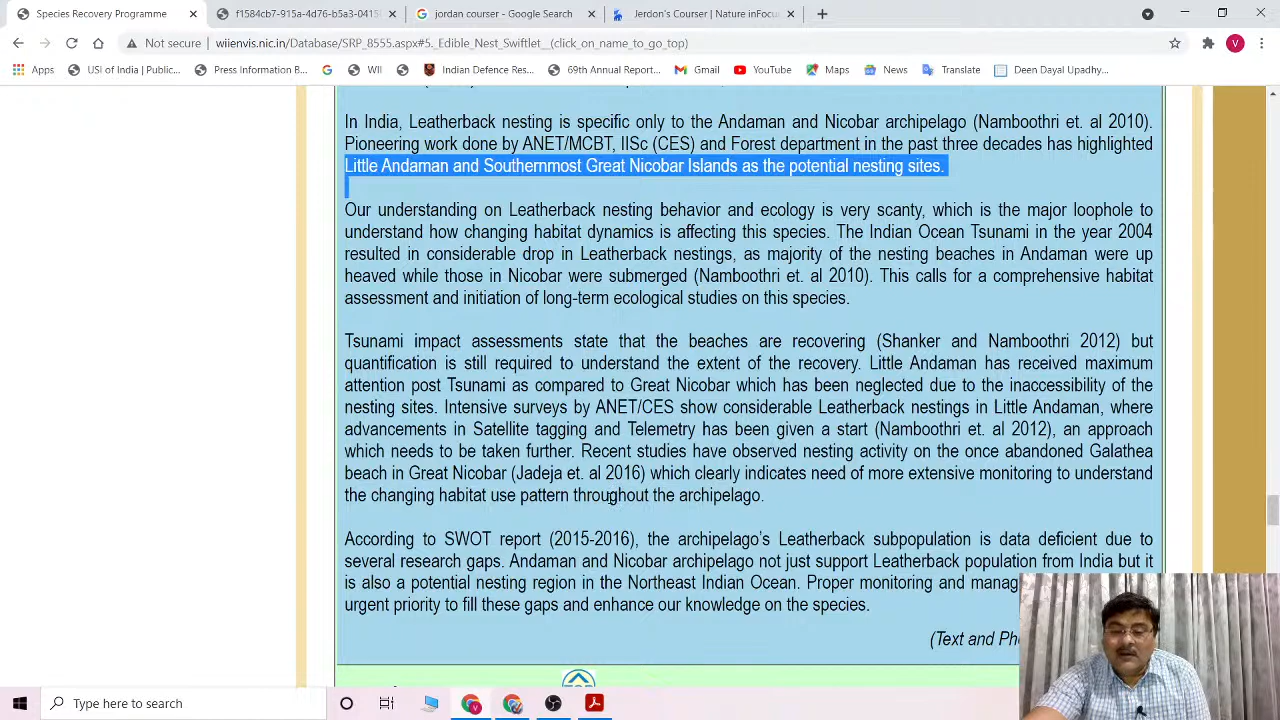 Species Recovery Programme
f1584cb7-915a-4d76-b5a3-0415f
jordan courser - Google Search
Jerdon's Courser | Nature inFocus
Not secure | wiienvis.nic.in/Database/SRP_8555.aspx#5._Edible_Nest_Swiftlet_ (click_on_name_to_go_top)
V
Apps
USI of India | Public...
Press Information B...
WII
Indian Defence Res...
69th Annual Report...
Gmail
YouTube
Maps
News
Translate
Deen Dayal Upadhy...
In India, Leatherback nesting is specific only to the Andaman and Nicobar archipelago (Namboothri et. al 2010).
Pioneering work done by ANET/MCBT, IISc (CES) and Forest department in the past three decades has highlighted
Little Andaman and Southernmost Great Nicobar Islands as the potential nesting sites.
Our understanding on Leatherback nesting behavior and ecology is very scanty, which is the major loophole to
understand how changing habitat dynamics is affecting this species. The Indian Ocean Tsunami in the year 2004
resulted in considerable drop in Leatherback nestings, as majority of the nesting beaches in Andaman were up
heaved while those in Nicobar were submerged (Namboothri et. al 2010). This calls for a comprehensive habitat
assessment and initiation of long-term ecological studies on this species.
Tsunami impact assessments state that the beaches are recovering (Shanker and Namboothri 2012) but
quantification is still required to understand the extent of the recovery. Little Andaman has received maximum
attention post Tsunami as compared to Great Nicobar which has been neglected due to the inaccessibility of the
nesting sites. Intensive surveys by ANET/CES show considerable Leatherback nestings in Little Andaman, where
advancements in Satellite tagging and Telemetry has been given a start (Namboothri et. al 2012), an approach
which needs to be taken further. Recent studies have observed nesting activity on the once abandoned Galathea
beach in Great Nicobar (Jadeja et. al 2016) which clearly indicates need of more extensive monitoring to understand
the changing habitat use pattern throughout the archipelago.
According to SWOT report (2015-2016), the archipelago's Leatherback subpopulation is data deficient due to
several research gaps. Andaman and Nicobar archipelago not just support Leatherback population from India but it
is also a potential nesting region in the Northeast Indian Ocean. Proper monitoring and manag
urgent priority to fill these gaps and enhance our knowledge on the species.
(Text and Ph
Type here to search